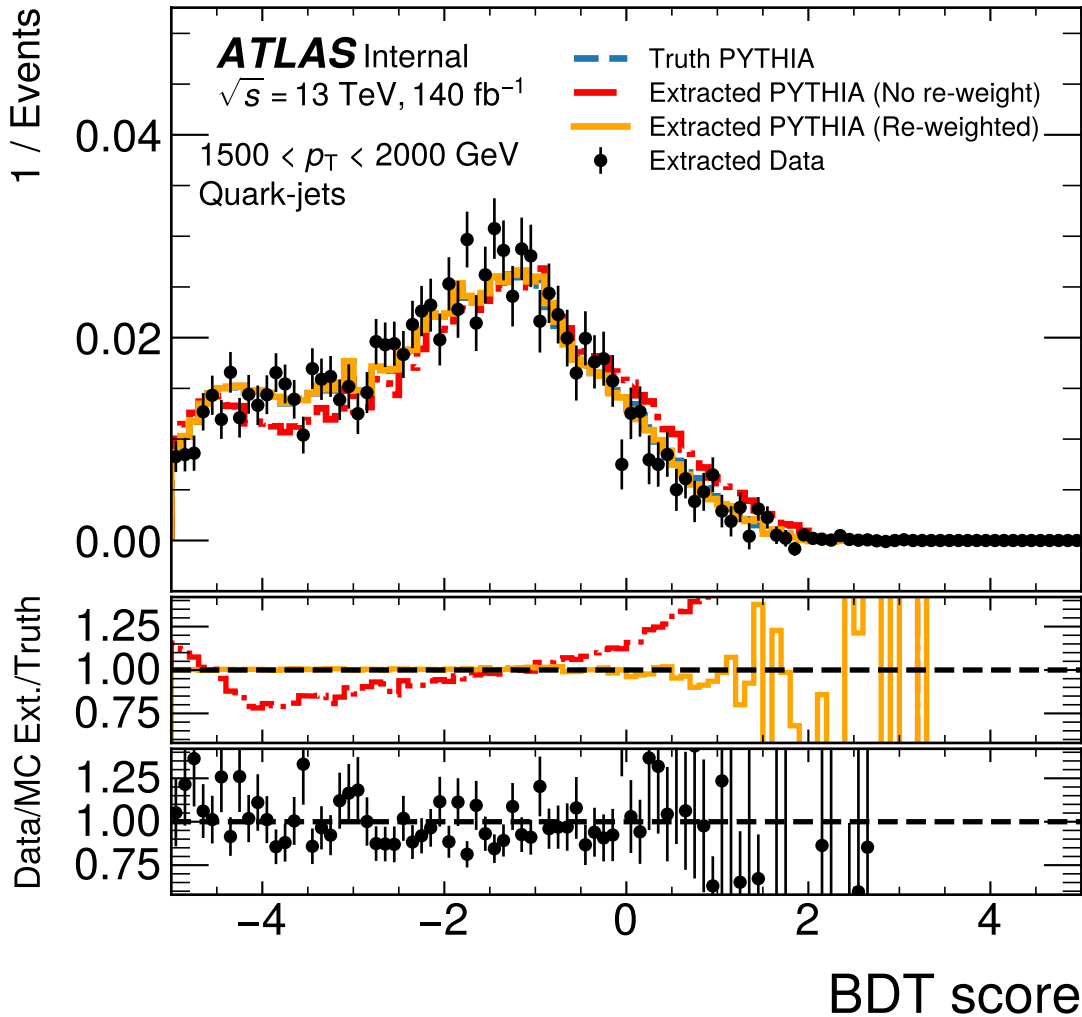 1 / Events
ATLAS Internal
√s = 13 TeV, 140 fb⁻¹
1500 < p_T < 2000 GeV
Quark-jets
Truth PYTHIA
Extracted PYTHIA (No re-weight)
Extracted PYTHIA (Re-weighted)
Extracted Data
0.04
0.02
0.00
Ext./Truth
1.25
1.00
0.75
Data/MC
1.25
1.00
0.75
−4 −2 0 2 4
BDT score